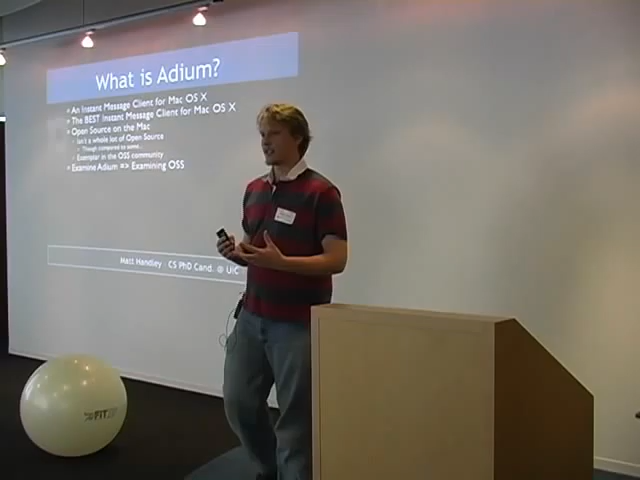 What is Adium?
An Instant Message Client for Mac OS X
The BEST Instant Message Client for Mac OS X
Open Source on the Mac
Isn't a whole lot of Open Source
Though compared to some...
Exemplar in the OSS community
Examine Adium => Examining OSS
Matt Handley - CS PhD Cand. @ UIC
FiT